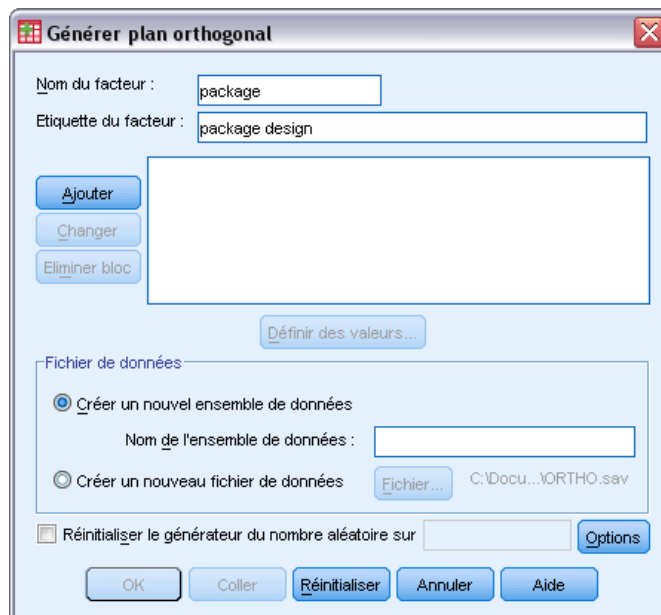 Générer plan orthogonal
Nom du facteur :
package
Etiquette du facteur :
package design
Ajouter
Changer
Eliminer bloc
Définir des valeurs...
Fichier de données
Créer un nouvel ensemble de données
Nom de l'ensemble de données :
Créer un nouveau fichier de données
Fichier...
C:\Docu...\ORTHO.sav
Réinitialiser le générateur du nombre aléatoire sur
Options
OK
Coller
Réinitialiser
Annuler
Aide